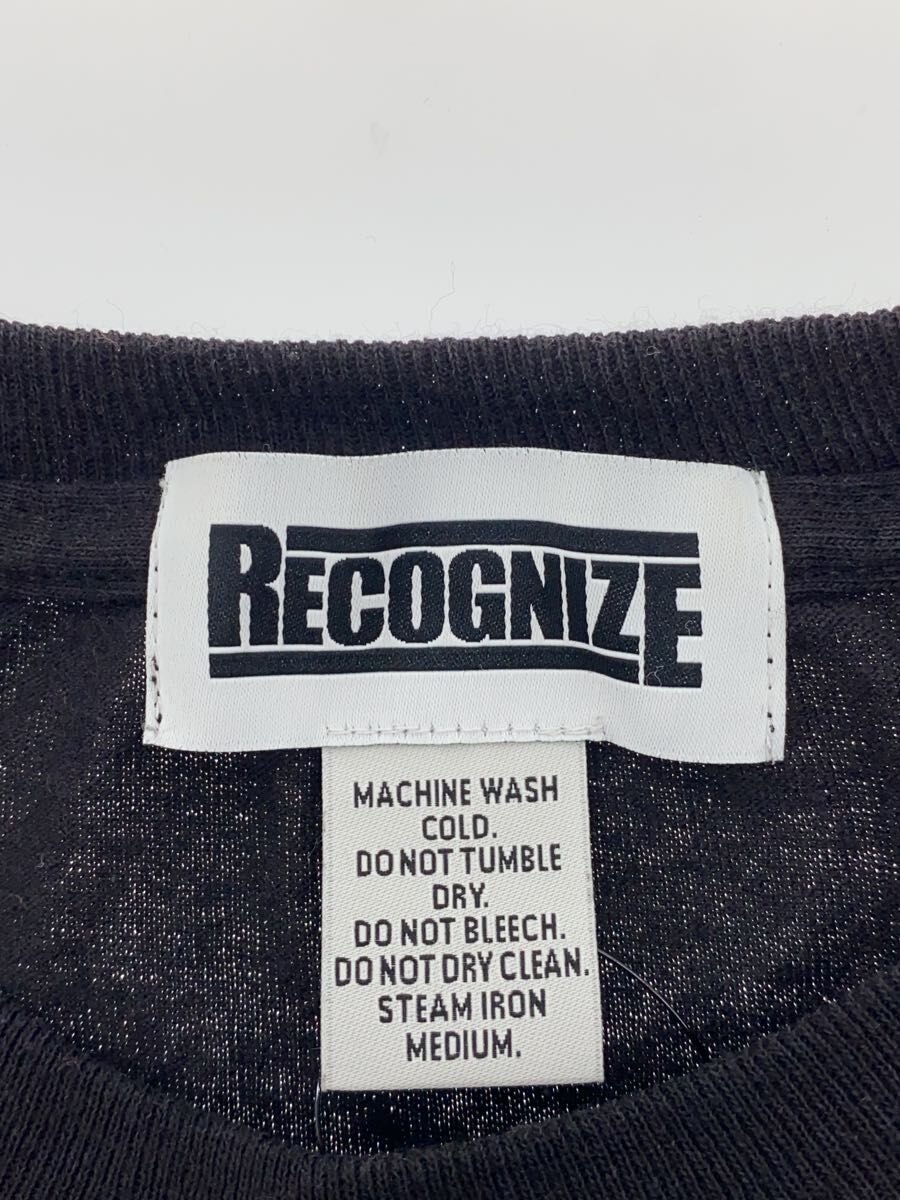 RECOGNIZE
MACHINE WASH
COLD.
DO NOT TUMBLE
DRY.
DO NOT BLEECH.
DO NOT DRY CLEAN.
STEAM IRON
MEDIUM.